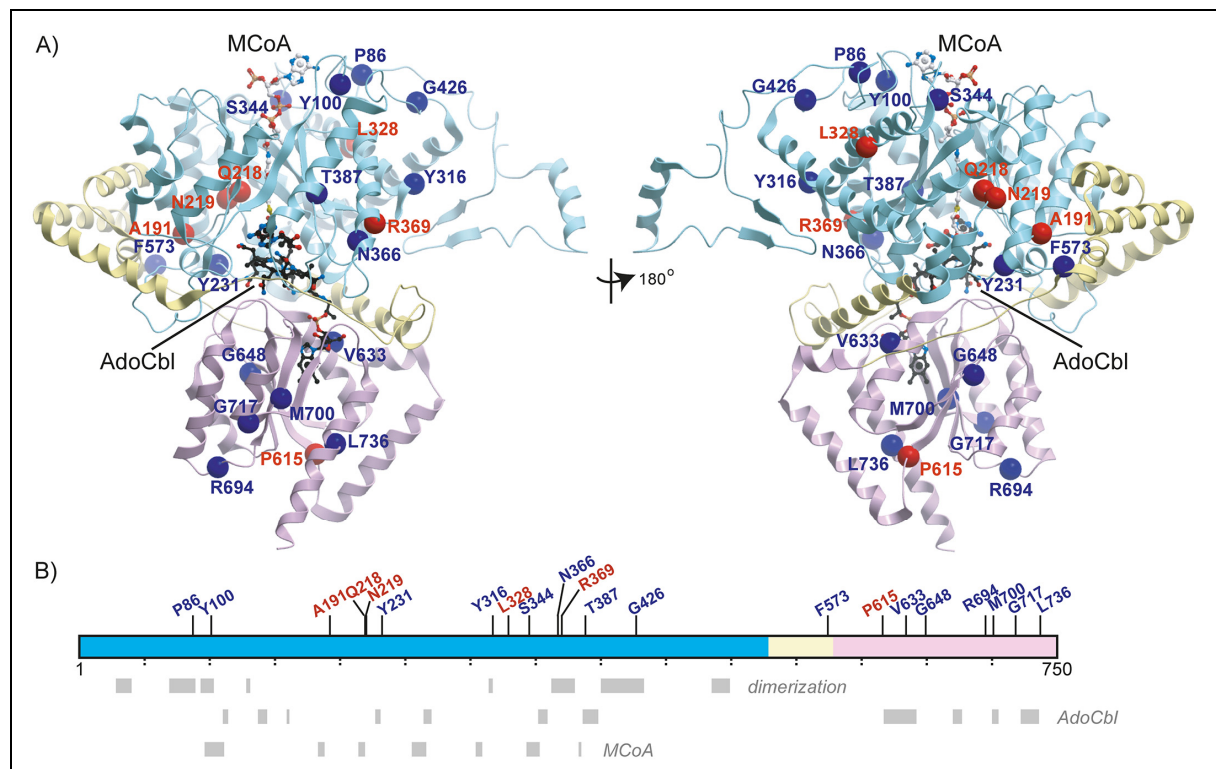 A)
MCoA
P86
Y100
S344
G426
L328
Q218
T387
Y316
N219
A191
R369
F573
N366
Y231
AdoCbl
V633
G648
M700
G717
L736
P615
R694
180°
MCoA
P86
G426
Y100
S344
L328
Q218
T387
Y316
N219
R369
A191
N366
F573
Y231
V633
AdoCbl
G648
M700
G717
L736
P615
R694
B)
P86 Y100 A191 Q218 N219 Y231 Y316 L328 S344 N366 R369 T387 G426 F573 P615 V633 G648 R694 M700 G717 L736
1 750
dimerization
AdoCbl
MCoA